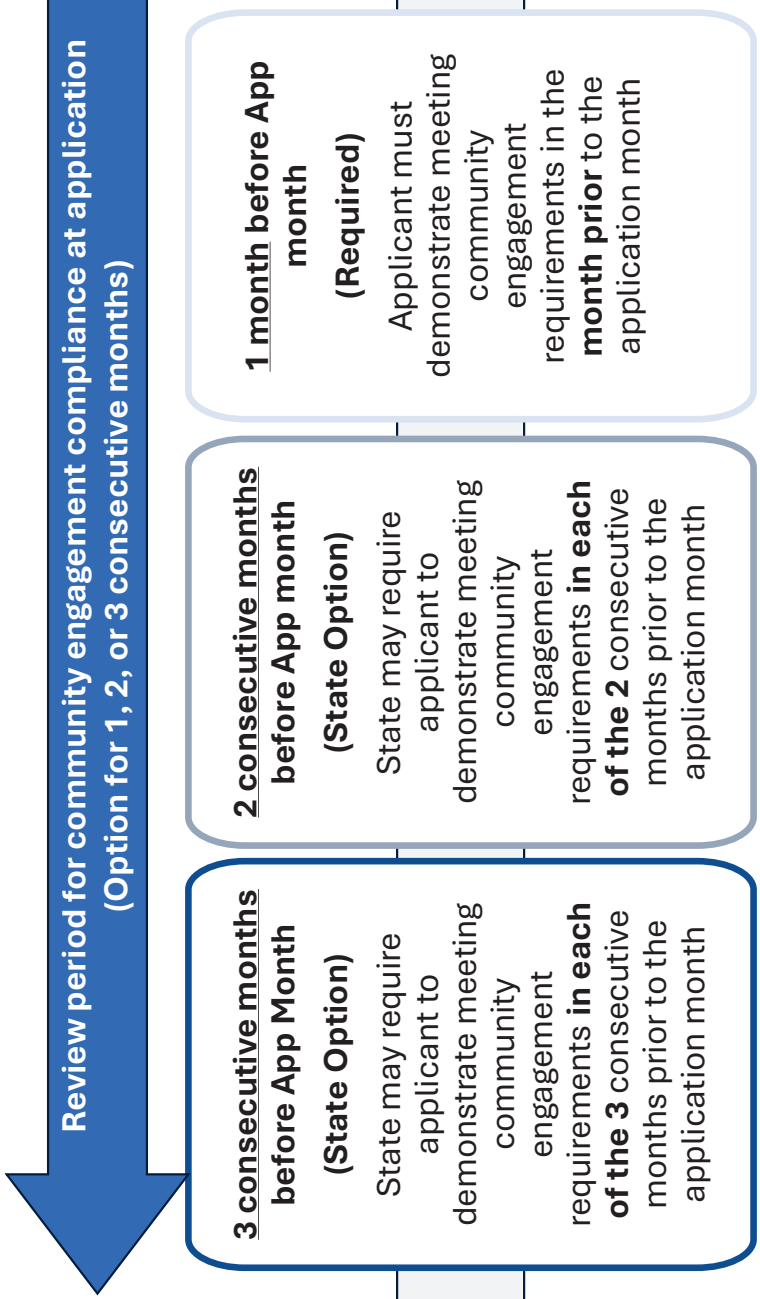 Review period for community engagement compliance at application
(Option for 1, 2, or 3 consecutive months)
3 consecutive months
before App Month
(State Option)
State may require
applicant to
demonstrate meeting
community
engagement
requirements in each
of the 3 consecutive
months prior to the
application month
2 consecutive months
before App month
(State Option)
State may require
applicant to
demonstrate meeting
community
engagement
requirements in each
of the 2 consecutive
months prior to the
application month
1 month before App
month
(Required)
Applicant must
demonstrate meeting
community
engagement
requirements in the
month prior to the
application month